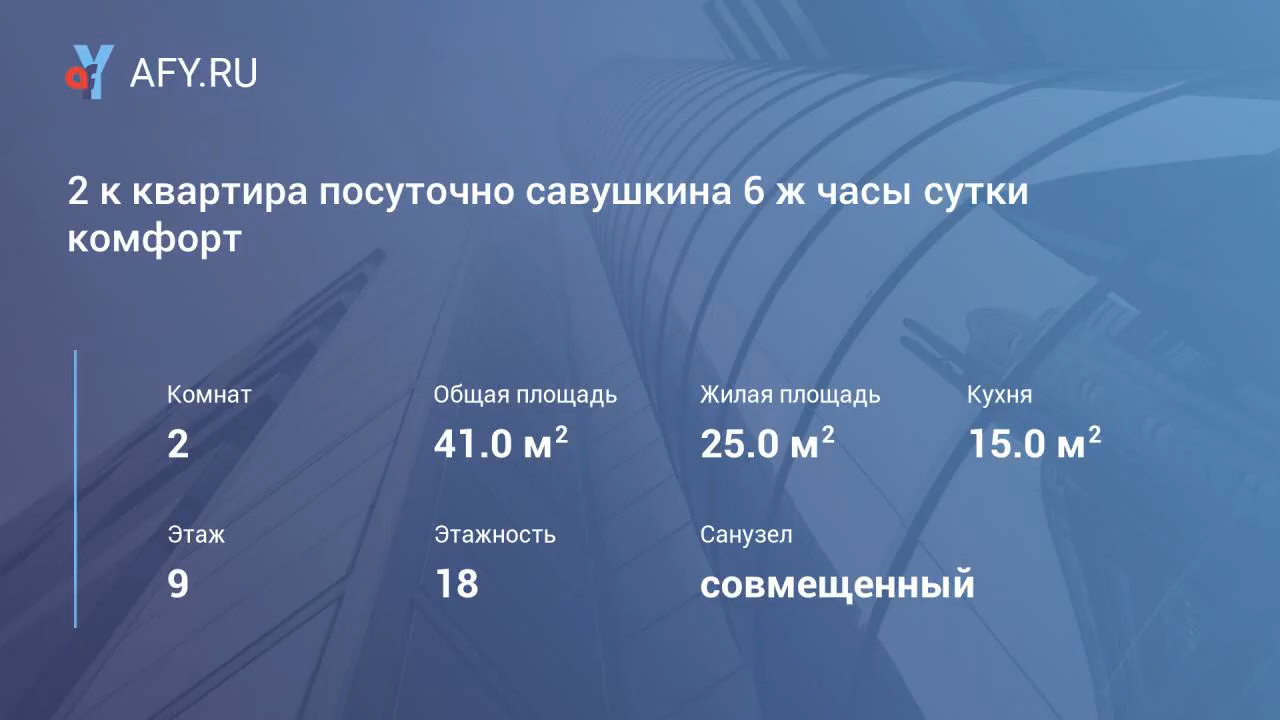 aYf AFY.RU
2 к квартира посуточно савушкина 6 ж часы сутки
комфорт
Комнат
2
Общая площадь
41.0 м²
Жилая площадь
25.0 м²
Кухня
15.0 м²
Этаж
9
Этажность
18
Санузел
совмещенный